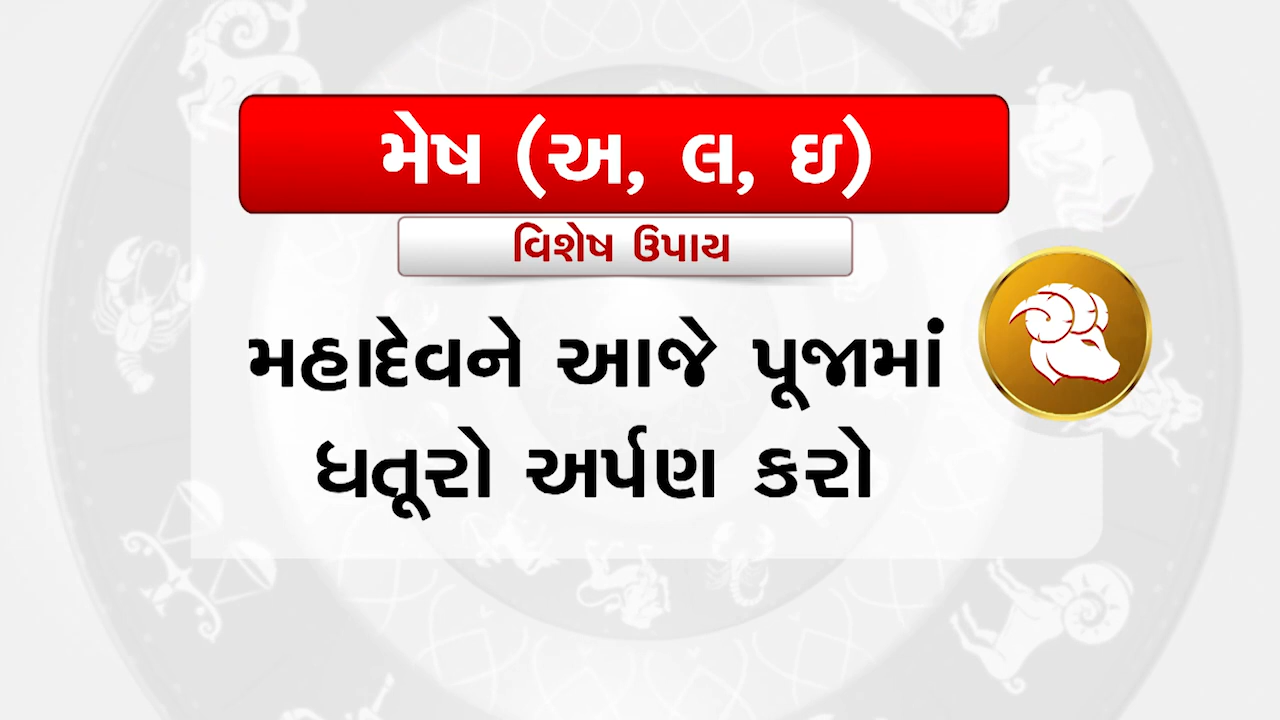 મેષ (અ, લ, ઇ)
વિશેષ ઉપાય
મહાદેવને આજે પૂજામાં
ધતૂરો અર્પણ કરો